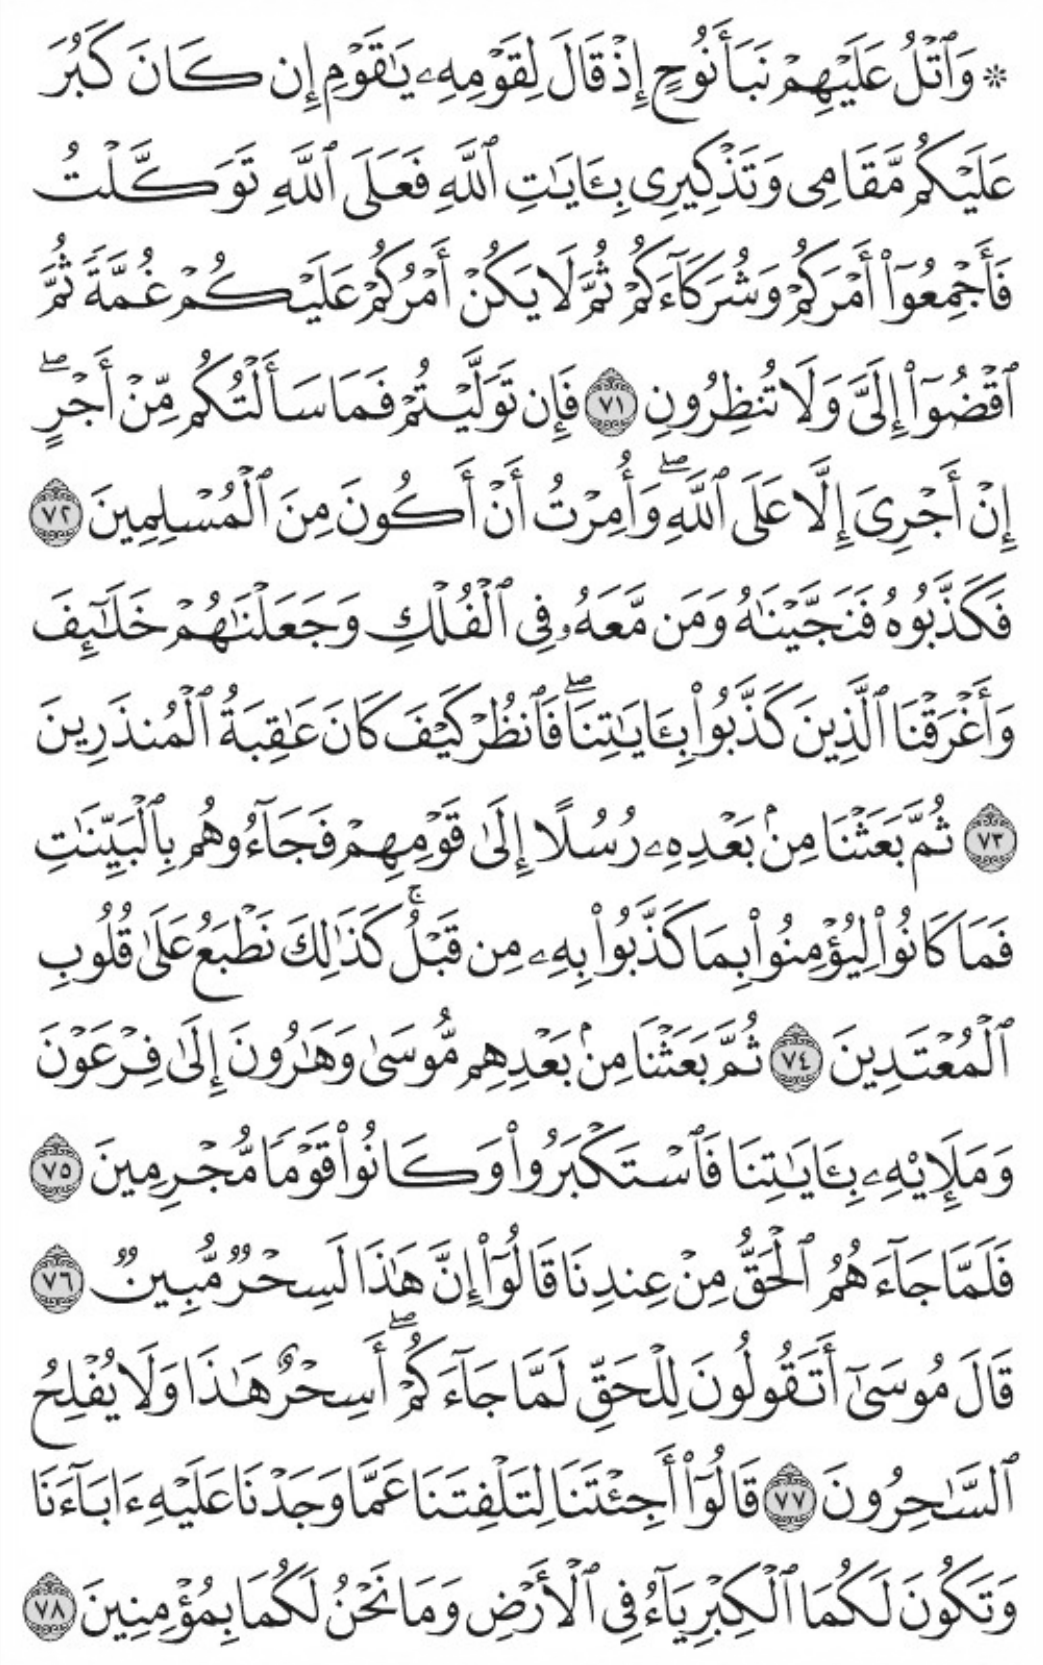 ۞ وَٱتۡلُ عَلَيۡهِمۡ نَبَأَ نُوحٍ إِذۡ قَالَ لِقَوۡمِهِۦ يَٰقَوۡمِ إِن كَانَ كَبُرَ
عَلَيۡكُم مَّقَامِي وَتَذۡكِيرِي بِـَٔايَٰتِ ٱللَّهِ فَعَلَى ٱللَّهِ تَوَكَّلۡتُ
فَأَجۡمِعُوٓاْ أَمۡرَكُمۡ وَشُرَكَآءَكُمۡ ثُمَّ لَا يَكُنۡ أَمۡرُكُمۡ عَلَيۡكُمۡ غُمَّةٗ ثُمَّ
ٱقۡضُوٓاْ إِلَيَّ وَلَا تُنظِرُونِ ٧١ فَإِن تَوَلَّيۡتُمۡ فَمَا سَأَلۡتُكُم مِّنۡ أَجۡرٍۖ
إِنۡ أَجۡرِيَ إِلَّا عَلَى ٱللَّهِۖ وَأُمِرۡتُ أَنۡ أَكُونَ مِنَ ٱلۡمُسۡلِمِينَ ٧٢
فَكَذَّبُوهُ فَنَجَّيۡنَٰهُ وَمَن مَّعَهُۥ فِي ٱلۡفُلۡكِ وَجَعَلۡنَٰهُمۡ خَلَٰٓئِفَ
وَأَغۡرَقۡنَا ٱلَّذِينَ كَذَّبُواْ بِـَٔايَٰتِنَاۖ فَٱنظُرۡ كَيۡفَ كَانَ عَٰقِبَةُ ٱلۡمُنذَرِينَ
٧٣ ثُمَّ بَعَثۡنَا مِنۢ بَعۡدِهِۦ رُسُلًا إِلَىٰ قَوۡمِهِمۡ فَجَآءُوهُم بِٱلۡبَيِّنَٰتِ
فَمَا كَانُواْ لِيُؤۡمِنُواْ بِمَا كَذَّبُواْ بِهِۦ مِن قَبۡلُۚ كَذَٰلِكَ نَطۡبَعُ عَلَىٰ قُلُوبِ
ٱلۡمُعۡتَدِينَ ٧٤ ثُمَّ بَعَثۡنَا مِنۢ بَعۡدِهِم مُّوسَىٰ وَهَٰرُونَ إِلَىٰ فِرۡعَوۡنَ
وَمَلَإِيْهِۦ بِـَٔايَٰتِنَا فَٱسۡتَكۡبَرُواْ وَكَانُواْ قَوۡمٗا مُّجۡرِمِينَ ٧٥
فَلَمَّا جَآءَهُمُ ٱلۡحَقُّ مِنۡ عِندِنَا قَالُوٓاْ إِنَّ هَٰذَا لَسِحۡرٞ مُّبِينٞ ٧٦
قَالَ مُوسَىٰٓ أَتَقُولُونَ لِلۡحَقِّ لَمَّا جَآءَكُمۡۖ أَسِحۡرٌ هَٰذَا وَلَا يُفۡلِحُ
ٱلسَّٰحِرُونَ ٧٧ قَالُوٓاْ أَجِئۡتَنَا لِتَلۡفِتَنَا عَمَّا وَجَدۡنَا عَلَيۡهِ ءَابَآءَنَا
وَتَكُونَ لَكُمَا ٱلۡكِبۡرِيَآءُ فِي ٱلۡأَرۡضِ وَمَا نَحۡنُ لَكُمَا بِمُؤۡمِنِينَ ٧٨